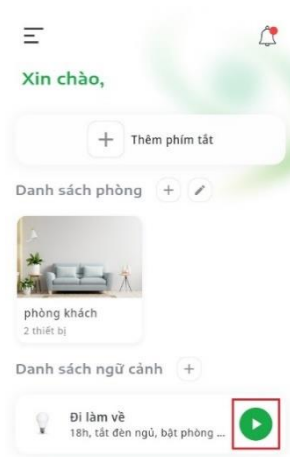 Xin chào,
Thêm phím tắt
Danh sách phòng
phòng khách
2 thiết bị
Danh sách ngữ cảnh
Đi làm về
18h, tắt đèn ngủ, bật phòng ...